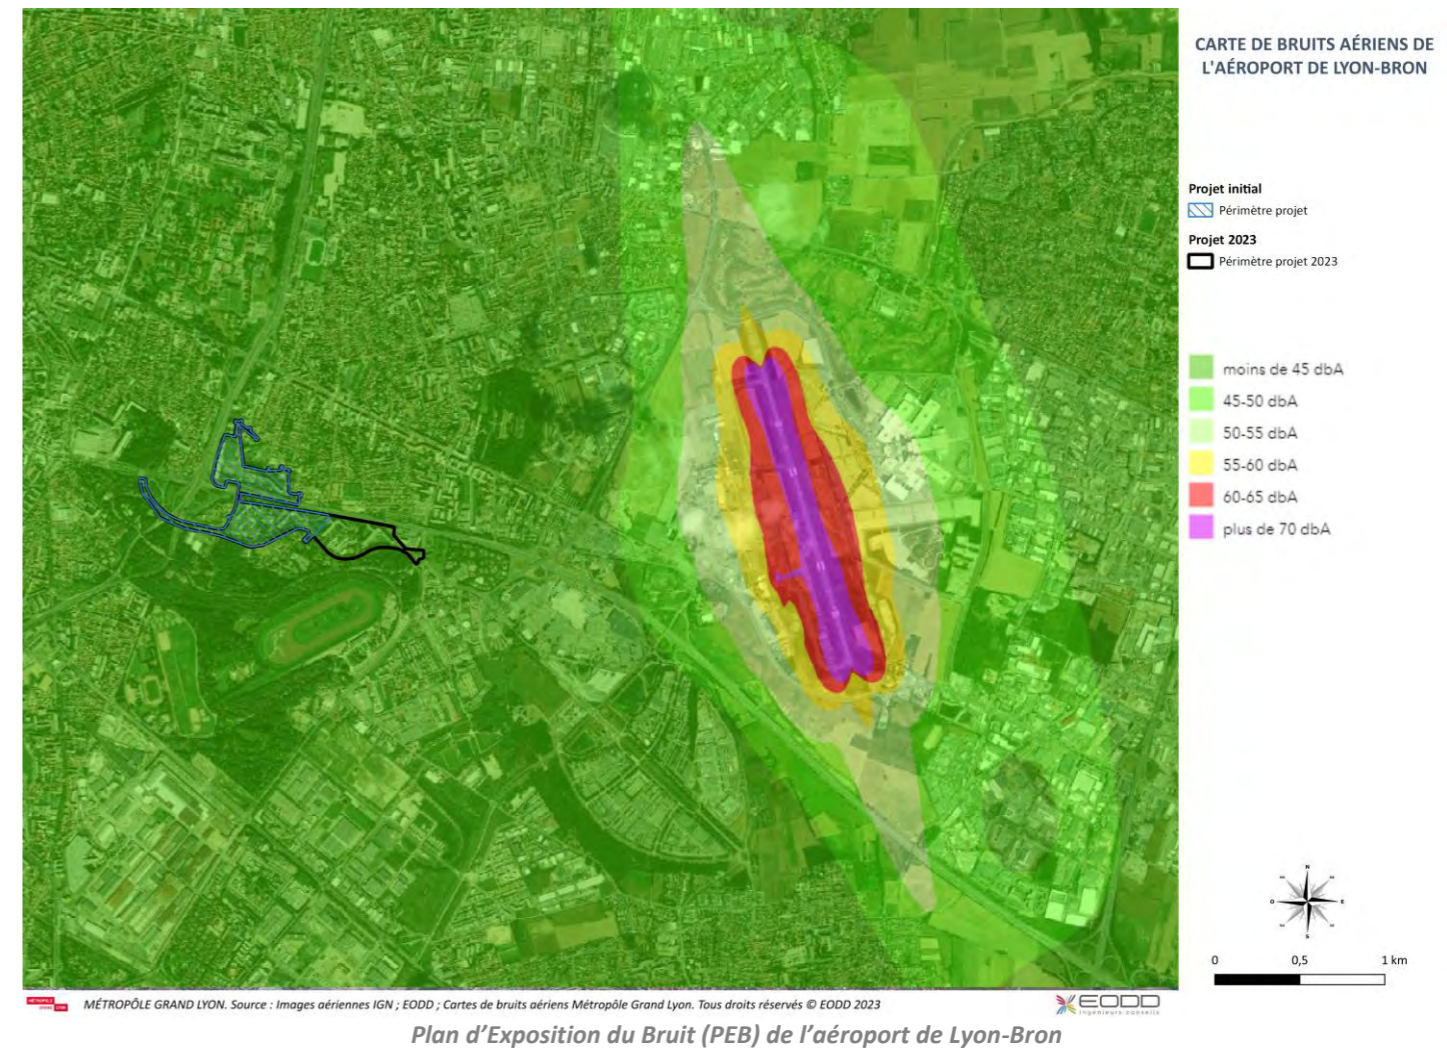 CARTE DE BRUITS AÉRIENS DE
L'AÉROPORT DE LYON-BRON
Projet initial
Périmètre projet
Projet 2023
Périmètre projet 2023
moins de 45 dbA
45-50 dbA
50-55 dbA
55-60 dbA
60-65 dbA
plus de 70 dbA
N
O
E
S
0
0,5
1 km
MÉTROPÔLE GRAND LYON. Source : Images aériennes IGN ; EODD ; Cartes de bruits aériens Métropôle Grand Lyon. Tous droits réservés © EODD 2023
EODD
ingénieurs conseils
Plan d’Exposition du Bruit (PEB) de l’aéroport de Lyon-Bron